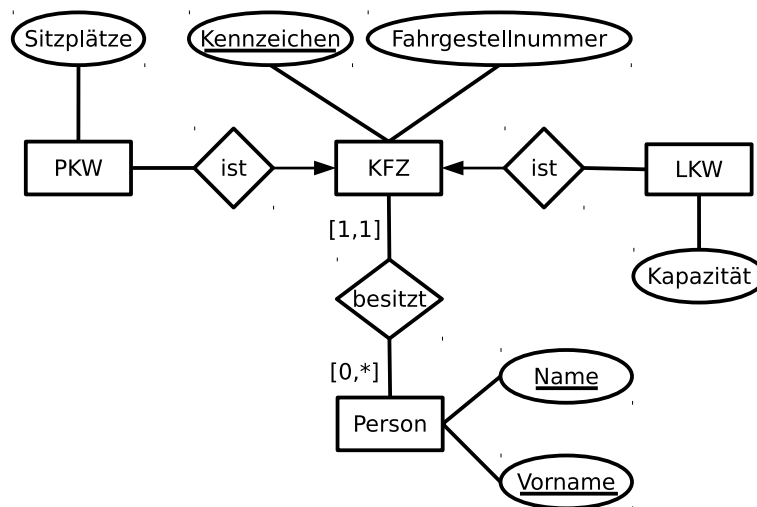 Sitzplätze
Kennzeichen
Fahrgestellnummer
PKW
ist
KFZ
ist
LKW
[1,1]
Kapazität
besitzt
[0,*]
Name
Person
Vorname